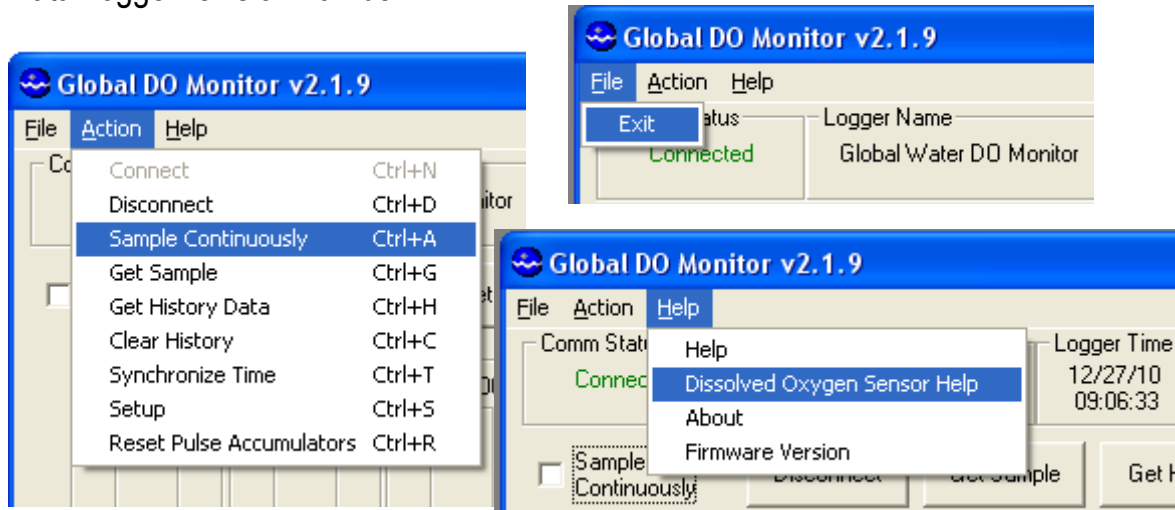 Global DO Monitor v2.1.9
File Action Help
Connect Ctrl+N
Disconnect Ctrl+D
Sample Continuously Ctrl+A
Get Sample Ctrl+G
Get History Data Ctrl+H
Clear History Ctrl+C
Synchronize Time Ctrl+T
Setup Ctrl+S
Reset Pulse Accumulators Ctrl+R
Global DO Monitor v2.1.9
File Action Help
Exit
Logger Name
Connected
Global Water DO Monitor
Global DO Monitor v2.1.9
File Action Help
Comm
Logger Time
Help
12/27/10
Dissolved Oxygen Sensor Help
09:06:33
About
Firmware Version
Sample
Continuously
Get